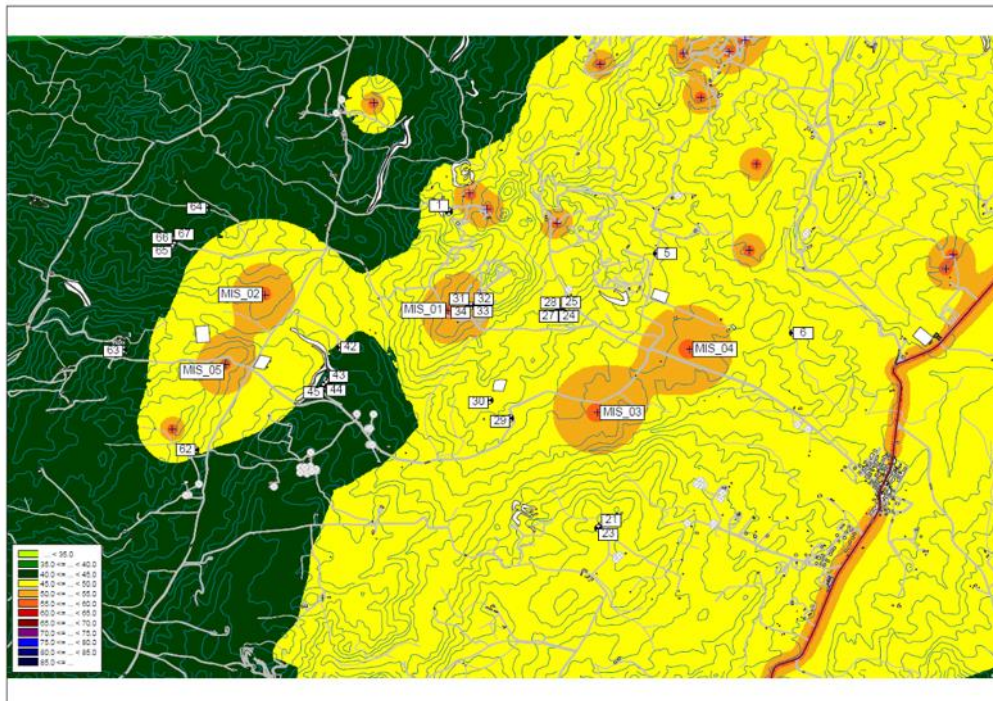 1
64
66 67
65
5
MIS_02
MIS_01
31 32
34 33
28 25
27 24
6
63
42
MIS_04
MIS_05
43
45 44
30
29
MIS_03
62
21
23
... < 35.0
35.0 <= ... < 40.0
40.0 <= ... < 45.0
45.0 <= ... < 50.0
50.0 <= ... < 55.0
55.0 <= ... < 60.0
60.0 <= ... < 65.0
65.0 <= ... < 70.0
70.0 <= ... < 75.0
75.0 <= ... < 80.0
80.0 <= ... < 85.0
85.0 <= ...